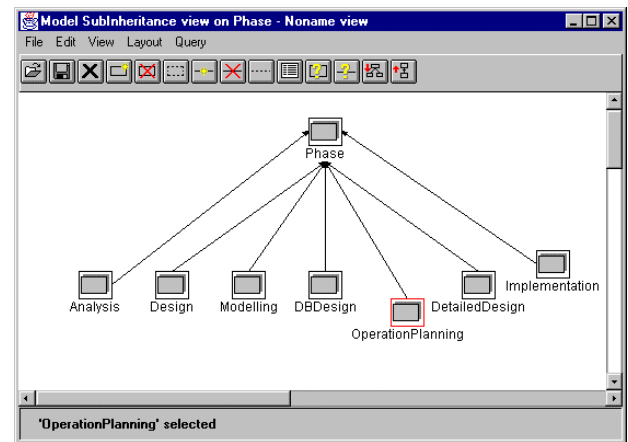 Model SubInheritance view on Phase - Noname view
File Edit View Layout Query
Phase
Analysis Design Modelling DBDesign DetailedDesign Implementation
OperationPlanning
'OperationPlanning' selected